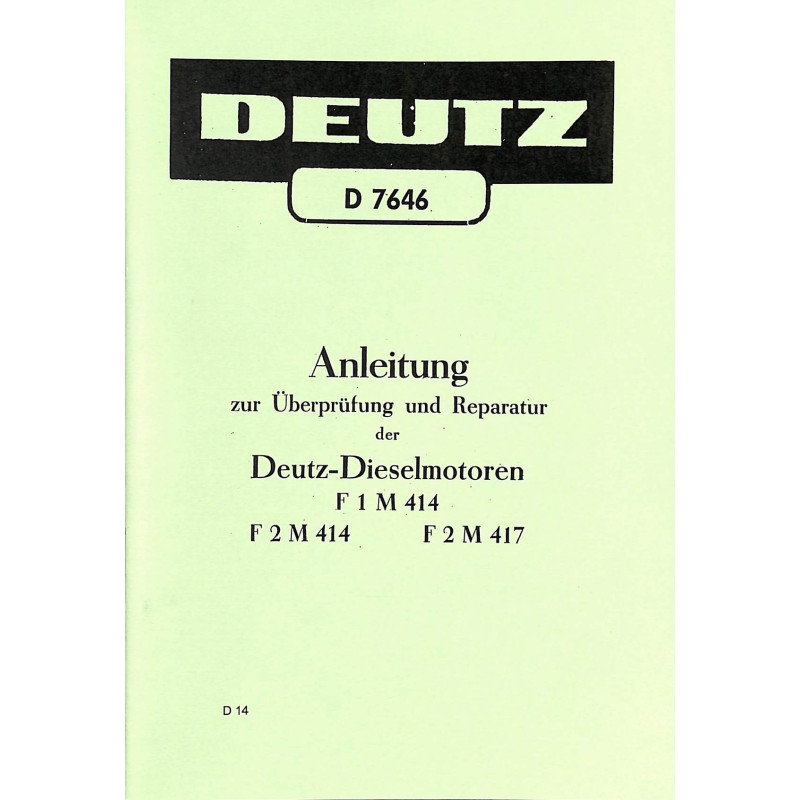 DEUTZ
D 7646
Anleitung
zur Überprüfung und Reparatur
der
Deutz-Dieselmotoren
F 1 M 414
F 2 M 414 F 2 M 417
D 14